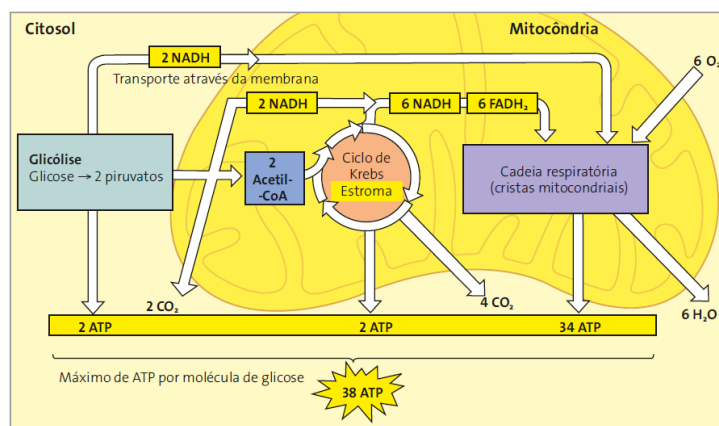 Citosol
Mitocôndria
2 NADH
Transporte através da membrana
6 O₂
2 NADH
6 NADH
6 FADH₂
Glicólise
Glicose → 2 piruvatos
2
Acetil-
-CoA
Ciclo de
Krebs
Estroma
Cadeia respiratória
(cristas mitocondriais)
2 CO₂
4 CO₂
6 H₂O
2 ATP
2 ATP
34 ATP
Máximo de ATP por molécula de glicose
38 ATP